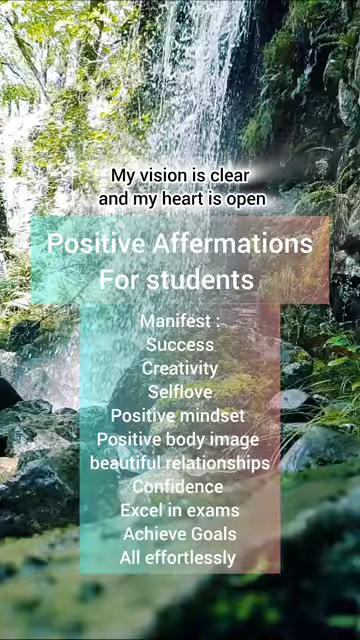 My vision is clear
and my heart is open
Positive Affermations
For students
Manifest :
Success
Creativity
Selflove
Positive mindset
Positive body image
beautiful relationships
Confidence
Excel in exams
Achieve Goals
All effortlessly